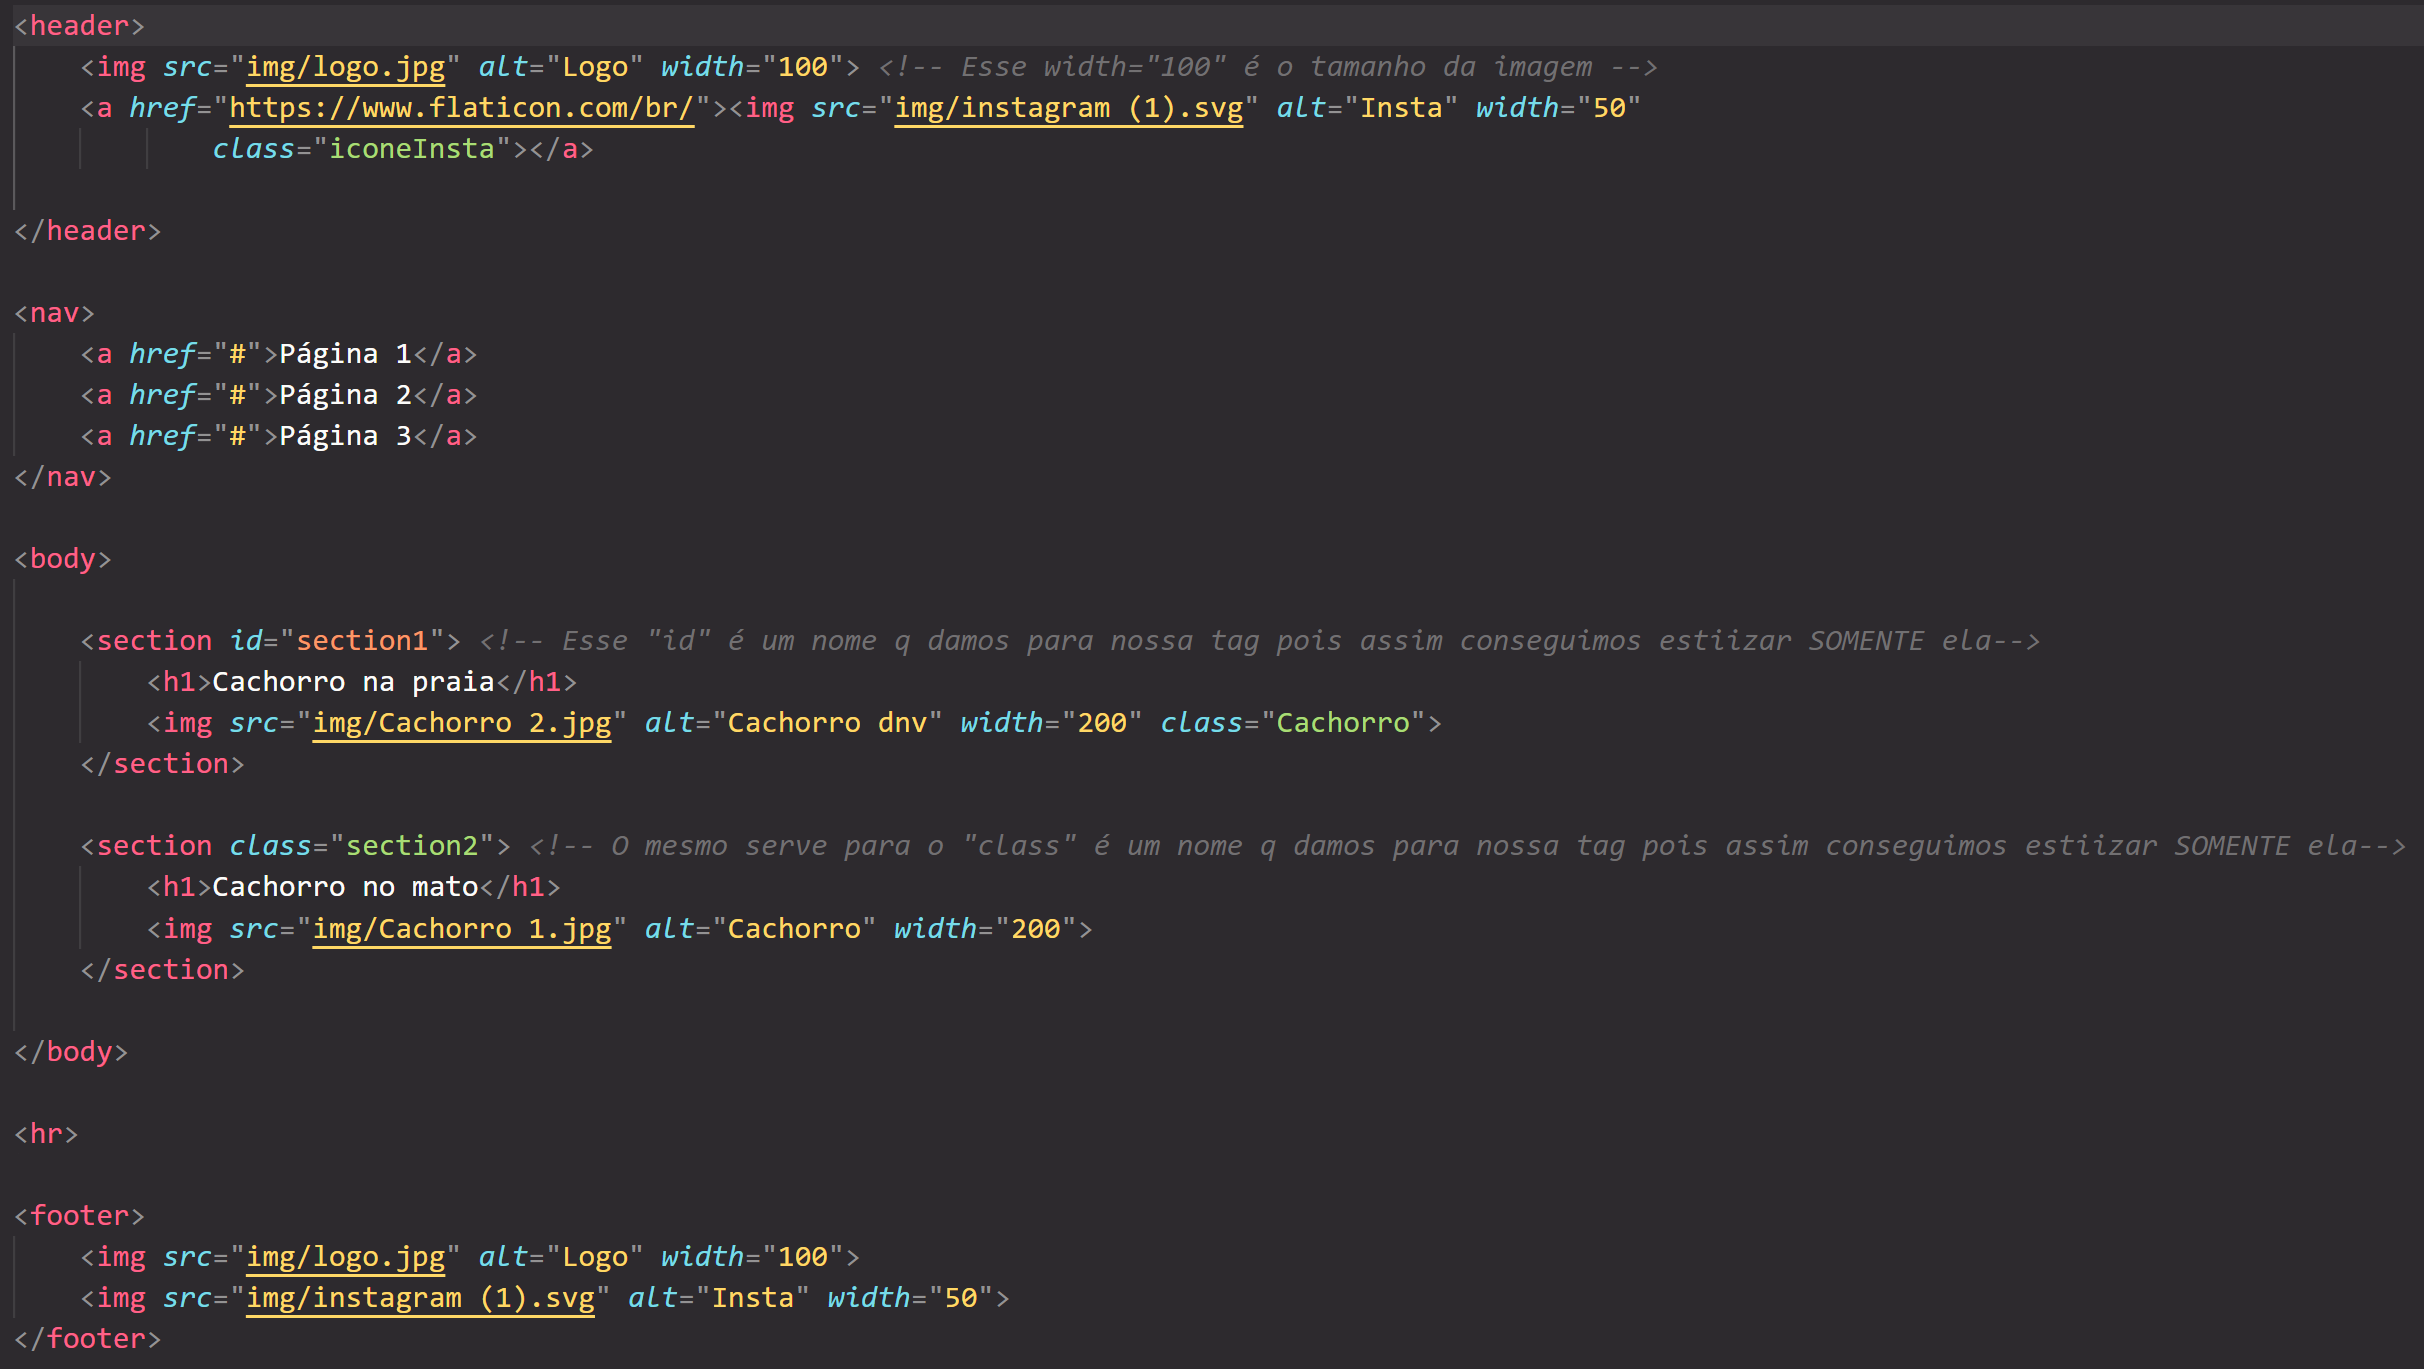 <header>
<img src="img/logo.jpg" alt="Logo" width="100"> <!-- Esse width="100" é o tamanho da imagem -->
<a href="https://www.flaticon.com/br/"><img src="img/instagram (1).svg" alt="Insta" width="50"
class="iconeInsta"></a>
</header>
<nav>
<a href="#">Página 1</a>
<a href="#">Página 2</a>
<a href="#">Página 3</a>
</nav>
<body>
<section id="section1"> <!-- Esse "id" é um nome q damos para nossa tag pois assim conseguimos estiizar SOMENTE ela-->
<h1>Cachorro na praia</h1>
<img src="img/Cachorro 2.jpg" alt="Cachorro dnv" width="200" class="Cachorro">
</section>
<section class="section2"> <!-- O mesmo serve para o "class" é um nome q damos para nossa tag pois assim conseguimos estiizar SOMENTE ela-->
<h1>Cachorro no mato</h1>
<img src="img/Cachorro 1.jpg" alt="Cachorro" width="200">
</section>
</body>
<hr>
<footer>
<img src="img/logo.jpg" alt="Logo" width="100">
<img src="img/instagram (1).svg" alt="Insta" width="50">
</footer>